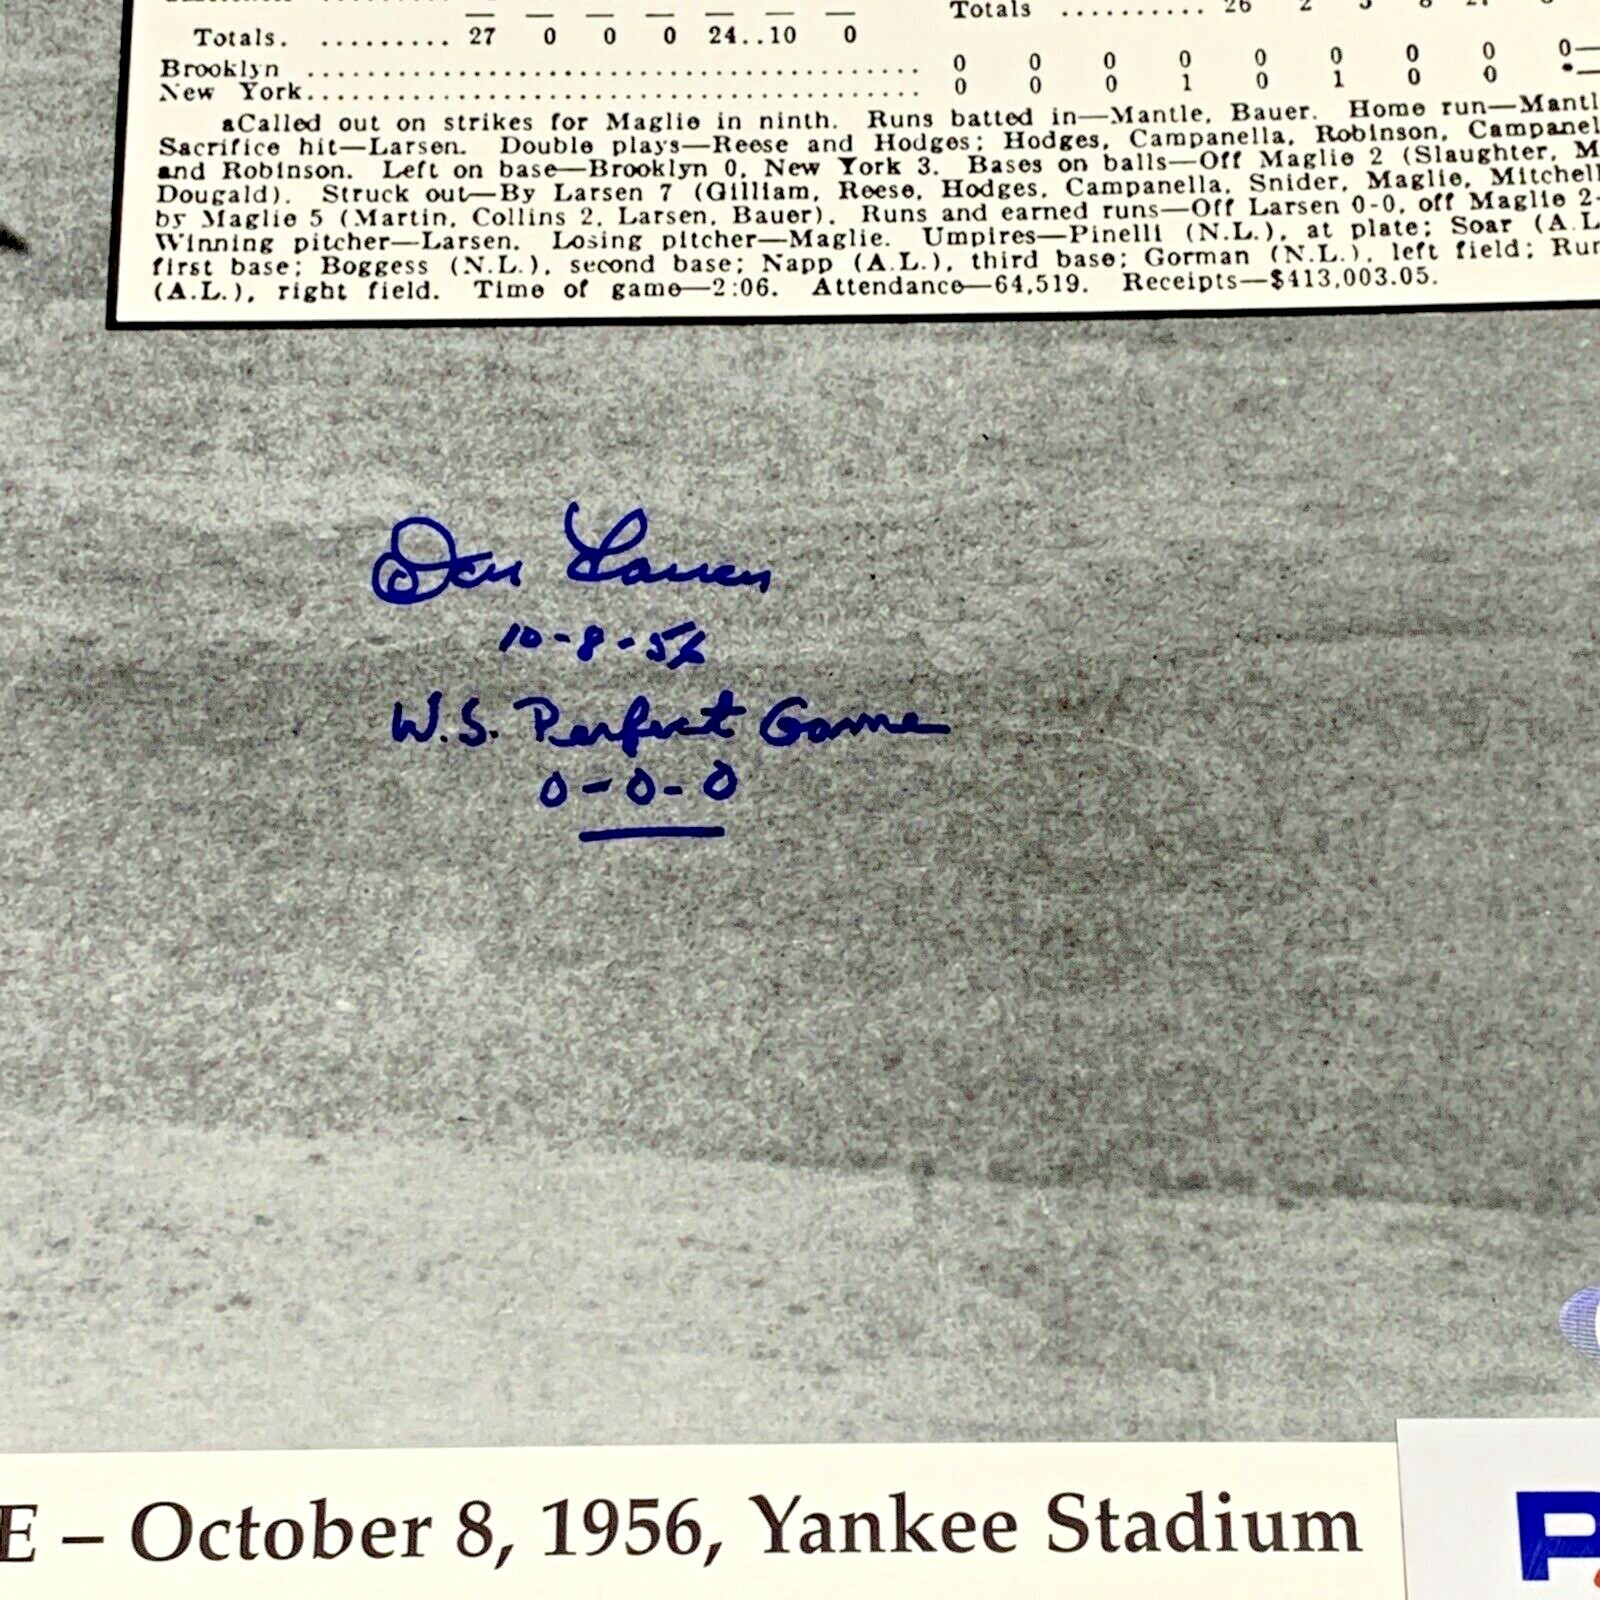 Totals. ......... 27 0 0 0 24..10 0
Totals .......... 26 2 5
Brooklyn ........................................ 0 0 0 0 0 0 0 0 0—
New York........................................ 0 0 0 1 0 1 0 0 •—
aCalled out on strikes for Maglie in ninth. Runs batted in—Mantle, Bauer. Home run—Mantl
Sacrifice hit—Larsen. Double plays—Reese and Hodges; Hodges, Campanella, Robinson, Campanel
and Robinson. Left on base—Brooklyn 0, New York 3. Bases on balls—Off Maglie 2 (Slaughter, M
Dougald). Struck out—By Larsen 7 (Gilliam, Reese, Hodges, Campanella, Snider, Maglie, Mitchell
by Maglie 5 (Martin, Collins 2, Larsen, Bauer). Runs and earned runs—Off Larsen 0-0, off Maglie 2-
Winning pitcher—Larsen. Losing pitcher—Maglie. Umpires—Pinelli (N.L.), at plate; Soar (A.L
first base; Boggess (N.L.), second base; Napp (A.L.), third base; Gorman (N.L.), left field; Run
(A.L.), right field. Time of game—2:06. Attendance—64,519. Receipts—$413,003.05.
Don Larsen
10-8-56
W.S. Perfect Game
0-0-0
E – October 8, 1956, Yankee Stadium
P